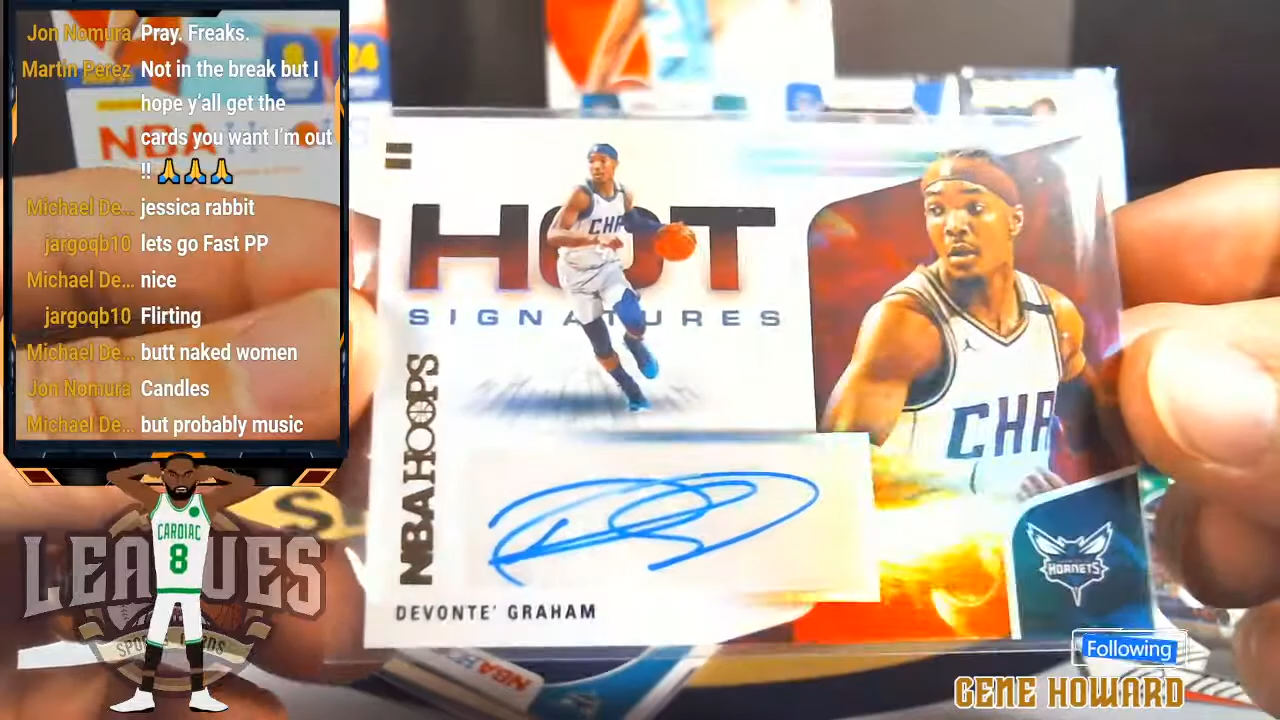 Jon Nomura Pray. Freaks.
Martin Perez Not in the break but I
hope y'all get the
cards you want I'm out
!! 🙏🙏🙏
Michael De... jessica rabbit
jargoqb10 lets go Fast PP
Michael De... nice
jargoqb10 Flirting
Michael De... butt naked women
Jon Nomura Candles
Michael De... but probably music
NBA
HOT
SIGNATURES
CHA
NBA HOOPS
DEVONTE' GRAHAM
CHA
HORNETS
LEAGUES
CARDIAC
8
Following
GENE HOWARD